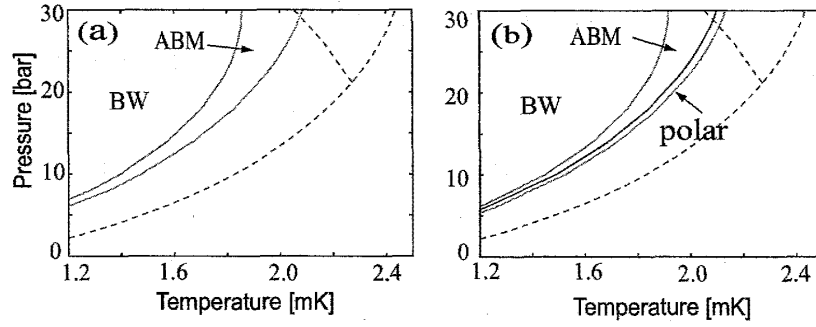 30
(a)
ABM
BW
20
10
0
Pressure [bar]
1.2 1.6 2.0 2.4
Temperature [mK]
30
(b)
ABM
BW
polar
20
10
0
1.2 1.6 2.0 2.4
Temperature [mK]